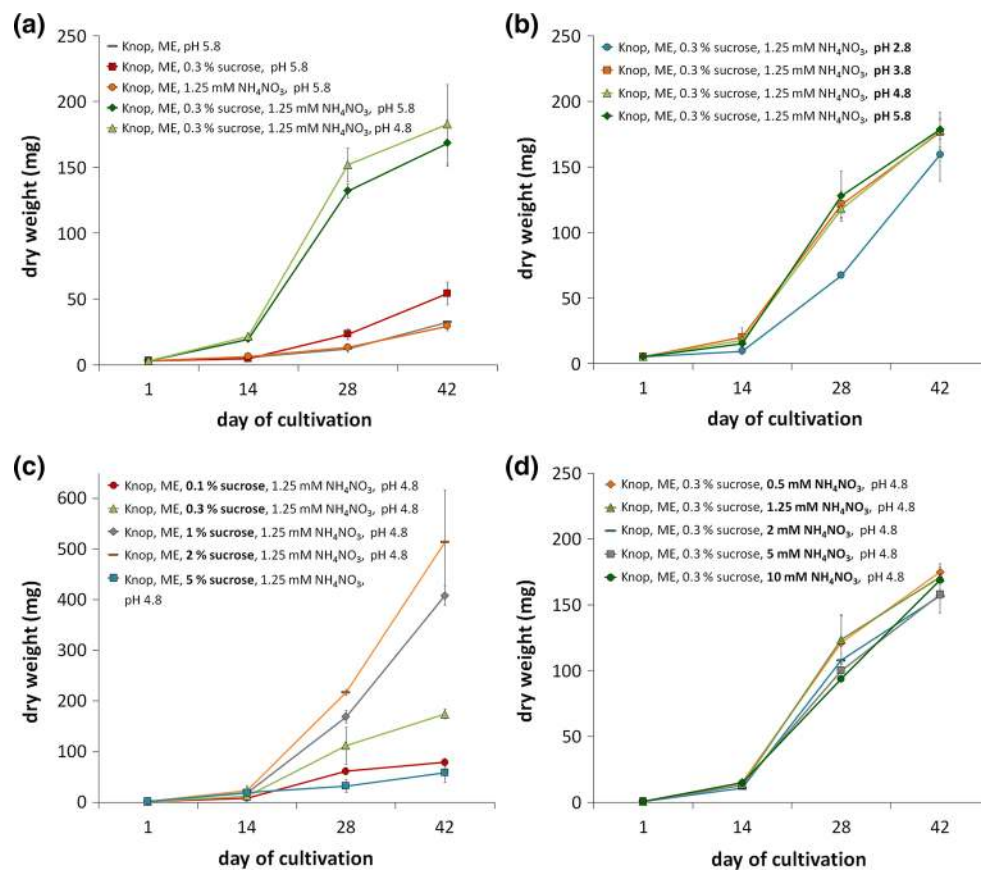 (a)
250
200
150
100
50
0
dry weight (mg)
Knop, ME, pH 5.8
Knop, ME, 0.3 % sucrose, pH 5.8
Knop, ME, 1.25 mM NH₄NO₃, pH 5.8
Knop, ME, 0.3 % sucrose, 1.25 mM NH₄NO₃, pH 5.8
Knop, ME, 0.3 % sucrose, 1.25 mM NH₄NO₃, pH 4.8
1 14 28 42
day of cultivation
(b)
250
200
150
100
50
0
dry weight (mg)
Knop, ME, 0.3 % sucrose, 1.25 mM NH₄NO₃, pH 2.8
Knop, ME, 0.3 % sucrose, 1.25 mM NH₄NO₃, pH 3.8
Knop, ME, 0.3 % sucrose, 1.25 mM NH₄NO₃, pH 4.8
Knop, ME, 0.3 % sucrose, 1.25 mM NH₄NO₃, pH 5.8
1 14 28 42
day of cultivation
(c)
600
500
400
300
200
100
0
dry weight (mg)
Knop, ME, 0.1 % sucrose, 1.25 mM NH₄NO₃, pH 4.8
Knop, ME, 0.3 % sucrose, 1.25 mM NH₄NO₃, pH 4.8
Knop, ME, 1 % sucrose, 1.25 mM NH₄NO₃, pH 4.8
Knop, ME, 2 % sucrose, 1.25 mM NH₄NO₃, pH 4.8
Knop, ME, 5 % sucrose, 1.25 mM NH₄NO₃,
pH 4.8
1 14 28 42
day of cultivation
(d)
250
200
150
100
50
0
dry weight (mg)
Knop, ME, 0.3 % sucrose, 0.5 mM NH₄NO₃, pH 4.8
Knop, ME, 0.3 % sucrose, 1.25 mM NH₄NO₃, pH 4.8
Knop, ME, 0.3 % sucrose, 2 mM NH₄NO₃, pH 4.8
Knop, ME, 0.3 % sucrose, 5 mM NH₄NO₃, pH 4.8
Knop, ME, 0.3 % sucrose, 10 mM NH₄NO₃, pH 4.8
1 14 28 42
day of cultivation